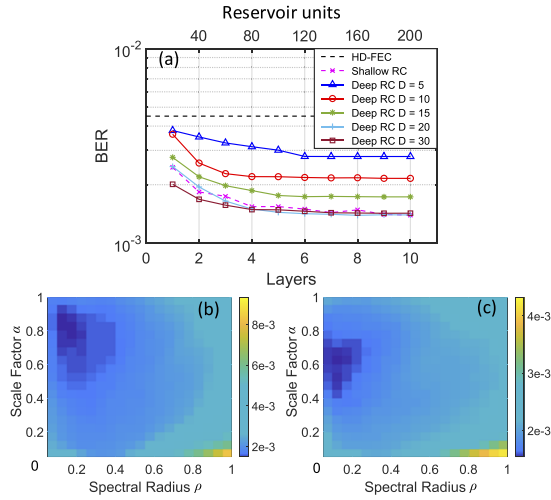 Reservoir units
40 80 120 140 160 200
10^-2
(a)
HD-FEC
Shallow RC
Deep RC D = 5
Deep RC D = 10
Deep RC D = 15
Deep RC D = 20
Deep RC D = 30
BER
10^-3
0 2 4 6 8 10
Layers
(b)
1
0.8
0.6
0.4
0.2
0
Scale Factor α
0.2 0.4 0.6 0.8 1
Spectral Radius ρ
8e-3
6e-3
4e-3
2e-3
(c)
1
0.8
0.6
0.4
0.2
0
Scale Factor α
0.2 0.4 0.6 0.8 1
Spectral Radius ρ
4e-3
3e-3
2e-3